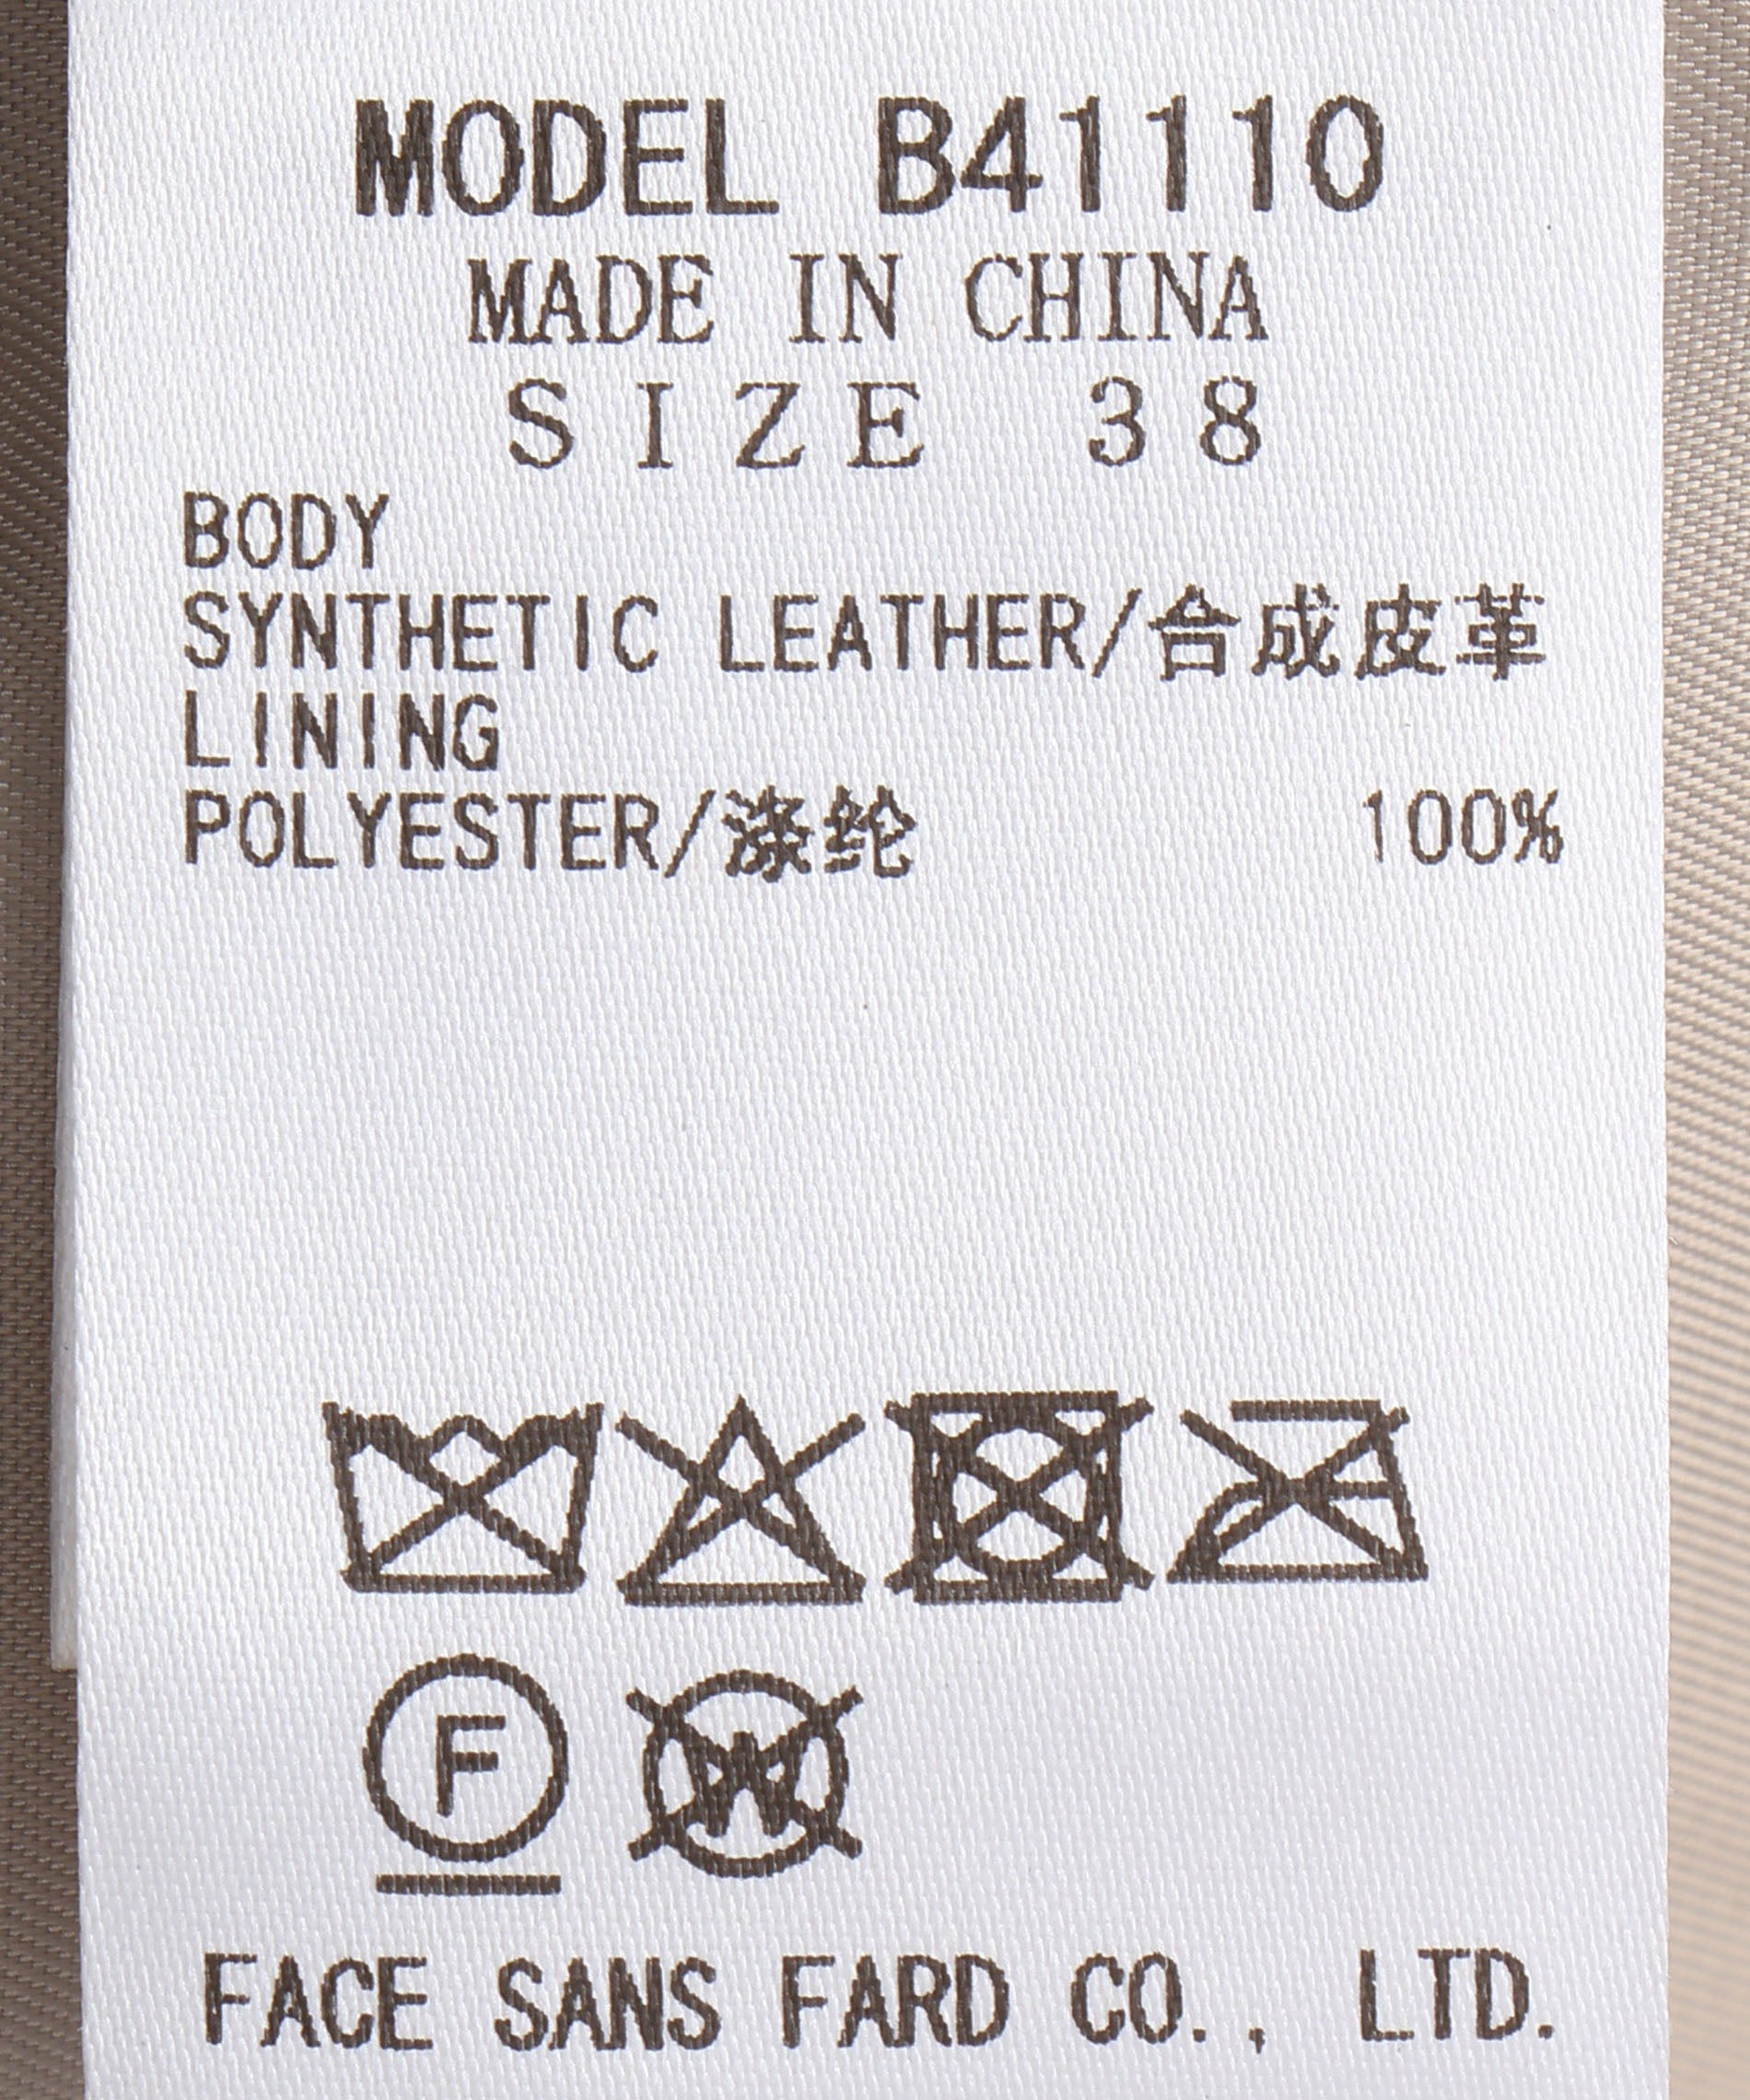 MODEL B41110
MADE IN CHINA
SIZE 38
BODY
SYNTHETIC LEATHER/合成皮革
LINING
POLYESTER/涤纶 100%
F
W
FACE SANS FARD CO., LTD.